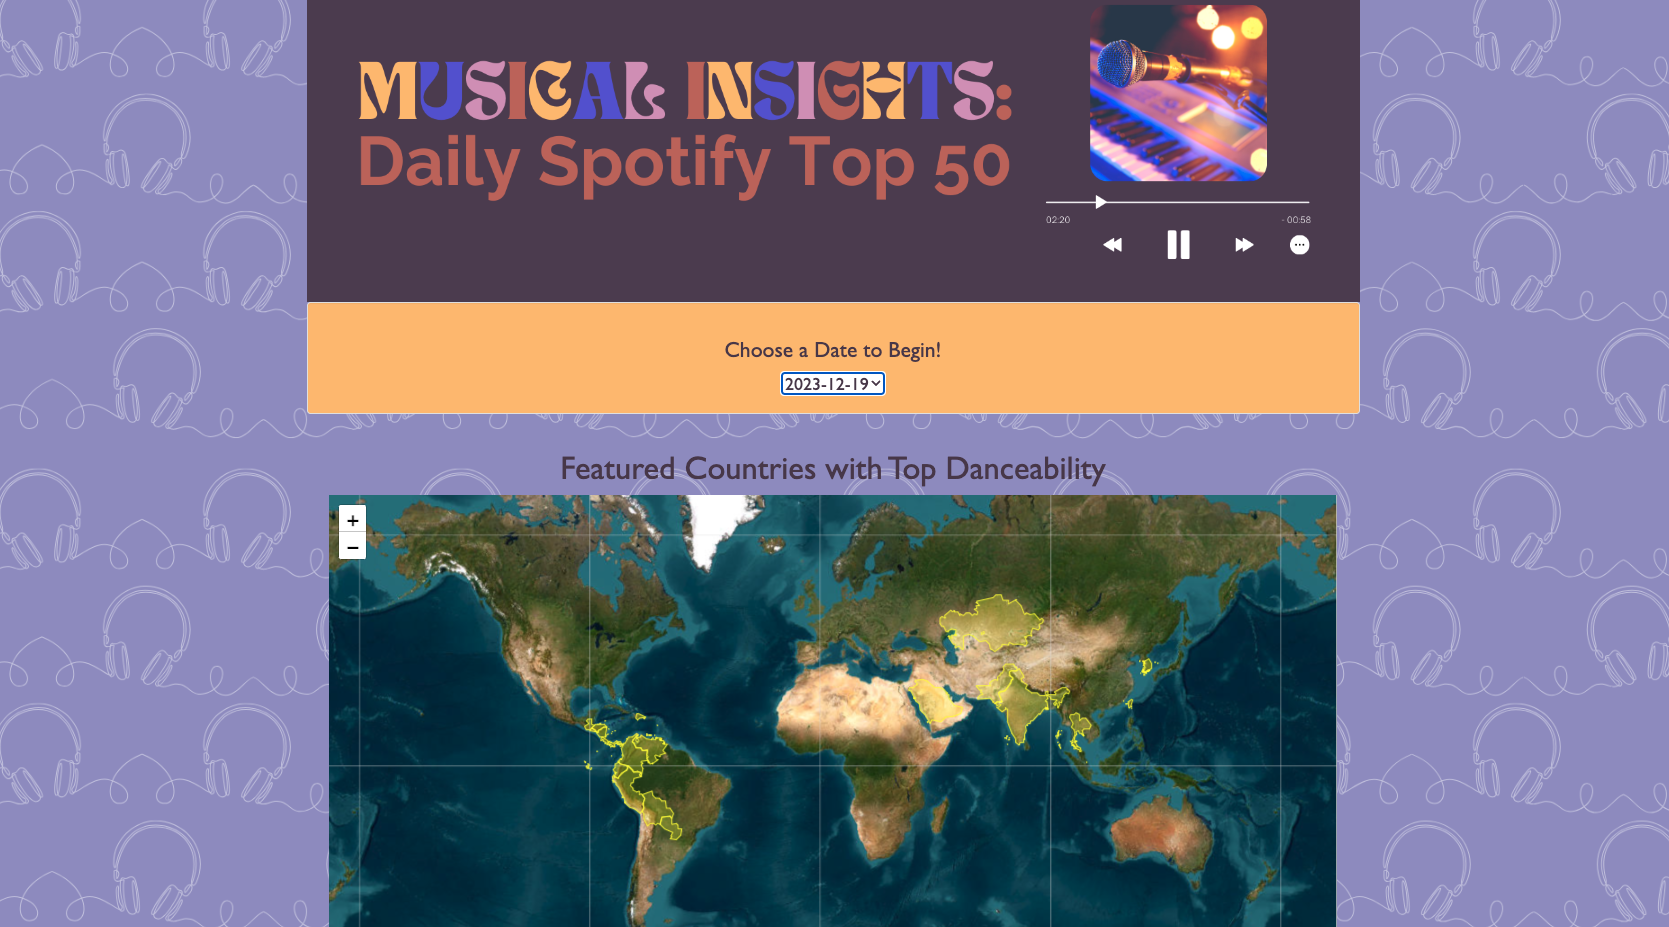 MUSICAL INSIGHTS:
Daily Spotify Top 50
02:20
- 00:58
Choose a Date to Begin!
2023-12-19
Featured Countries with Top Danceability
+
−